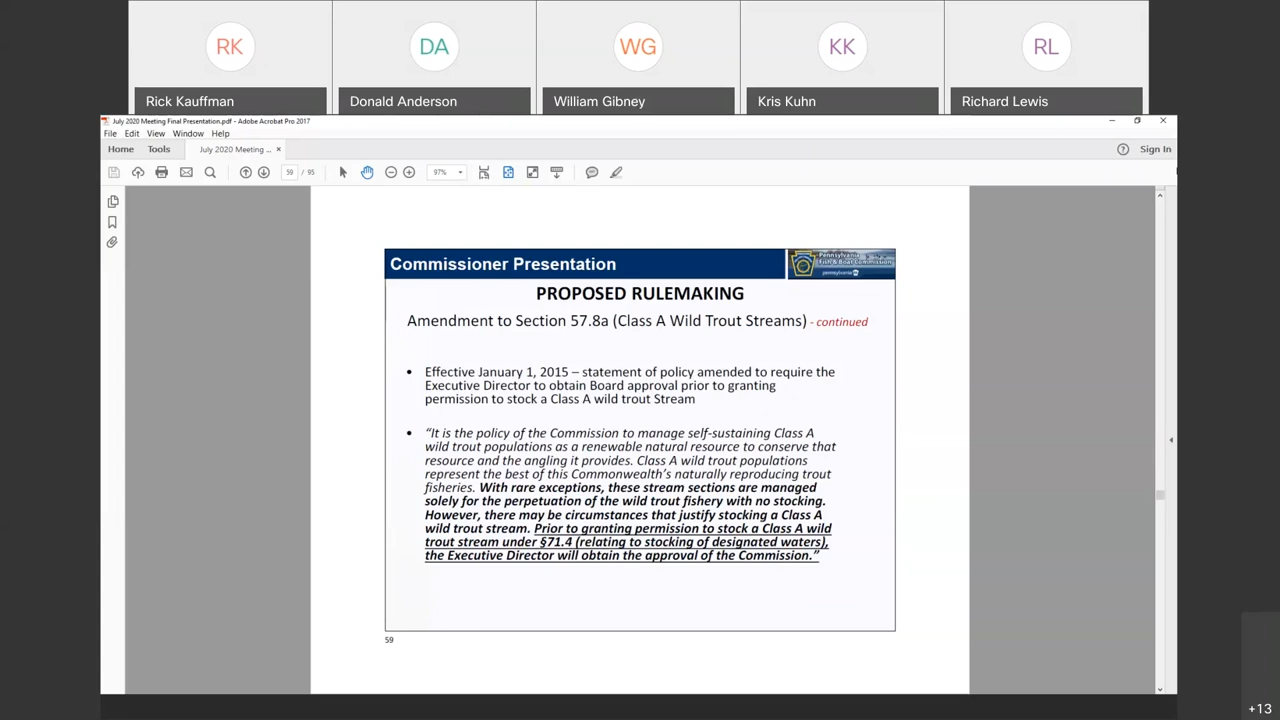 RK DA WG KK RL
Rick Kauffman Donald Anderson William Gibney Kris Kuhn Richard Lewis
July 2020 Meeting Final Presentation.pdf - Adobe Acrobat Pro 2017
File Edit View Window Help
Home Tools July 2020 Meeting ... × Sign In
59 / 95 97%
Commissioner Presentation
Pennsylvania
Fish & Boat Commission
pennsylvania
PROPOSED RULEMAKING
Amendment to Section 57.8a (Class A Wild Trout Streams) - continued
• Effective January 1, 2015 – statement of policy amended to require the
Executive Director to obtain Board approval prior to granting
permission to stock a Class A wild trout Stream
• “It is the policy of the Commission to manage self-sustaining Class A
wild trout populations as a renewable natural resource to conserve that
resource and the angling it provides. Class A wild trout populations
represent the best of this Commonwealth’s naturally reproducing trout
fisheries. With rare exceptions, these stream sections are managed
solely for the perpetuation of the wild trout fishery with no stocking.
However, there may be circumstances that justify stocking a Class A
wild trout stream. Prior to granting permission to stock a Class A wild
trout stream under §71.4 (relating to stocking of designated waters),
the Executive Director will obtain the approval of the Commission.”
59
+13